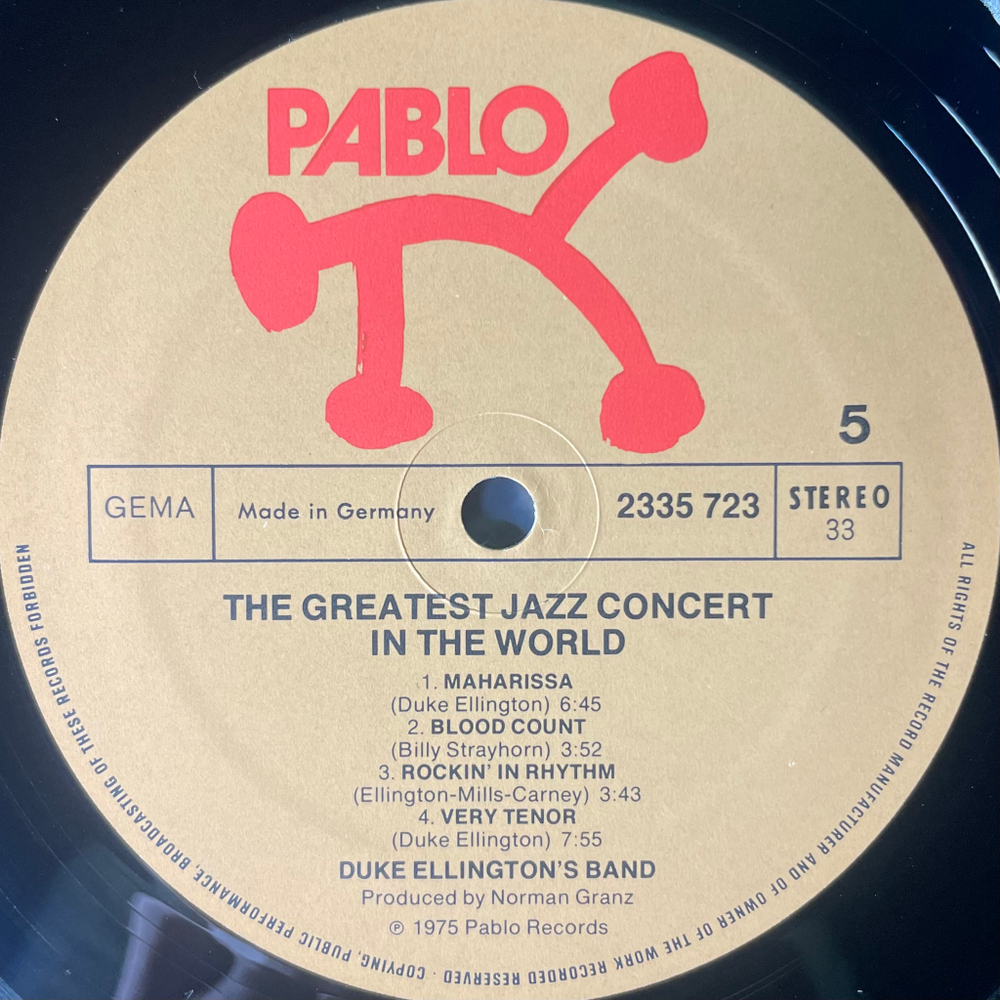 PABLO
5
GEMA
Made in Germany
2335 723
STEREO
33
THE GREATEST JAZZ CONCERT
IN THE WORLD
1. MAHARISSA
(Duke Ellington) 6:45
2. BLOOD COUNT
(Billy Strayhorn) 3:52
3. ROCKIN' IN RHYTHM
(Ellington-Mills-Carney) 3:43
4. VERY TENOR
(Duke Ellington) 7:55
DUKE ELLINGTON'S BAND
Produced by Norman Granz
℗ 1975 Pablo Records
ALL RIGHTS OF THE RECORD MANUFACTURER AND OF OWNER OF THE WORK RECORDED RESERVED · COPYING, PUBLIC PERFORMANCE, BROADCASTING OF THESE RECORDS FORBIDDEN